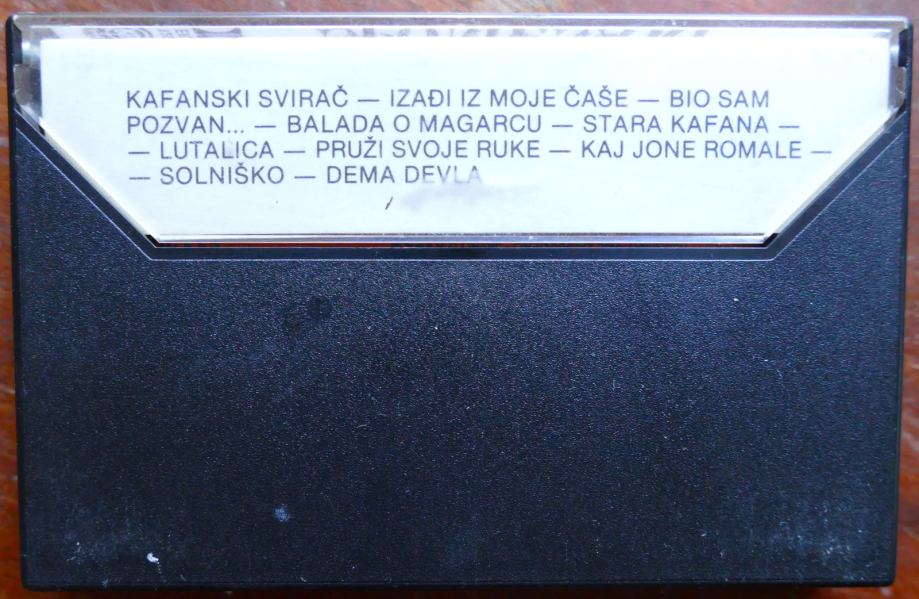 KAFANSKI SVIRAČ — IZAĐI IZ MOJE ČAŠE — BIO SAM
POZVAN... — BALADA O MAGARCU — STARA KAFANA —
— LUTALICA — PRUŽI SVOJE RUKE — KAJ JONE ROMALE —
— SOLNIŠKO — DEMA DEVLA